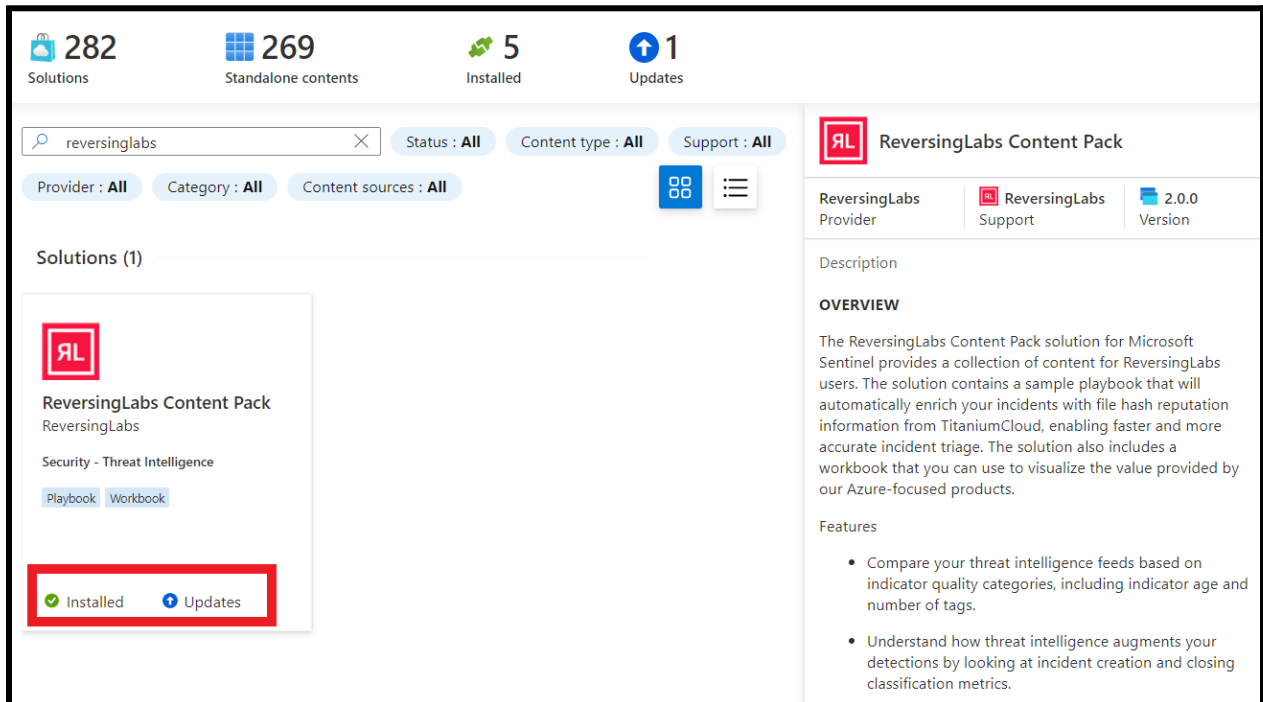 282
Solutions
269
Standalone contents
5
Installed
1
Updates
reversinglabs
Status : All
Content type : All
Support : All
Provider : All
Category : All
Content sources : All
Solutions (1)
RL
ReversingLabs Content Pack
ReversingLabs
Security - Threat Intelligence
Playbook Workbook
Installed Updates
RL
ReversingLabs Content Pack
ReversingLabs
Provider
RL ReversingLabs
Support
2.0.0
Version
Description
OVERVIEW
The ReversingLabs Content Pack solution for Microsoft
Sentinel provides a collection of content for ReversingLabs
users. The solution contains a sample playbook that will
automatically enrich your incidents with file hash reputation
information from TitaniumCloud, enabling faster and more
accurate incident triage. The solution also includes a
workbook that you can use to visualize the value provided by
our Azure-focused products.
Features
• Compare your threat intelligence feeds based on
indicator quality categories, including indicator age and
number of tags.
• Understand how threat intelligence augments your
detections by looking at incident creation and closing
classification metrics.